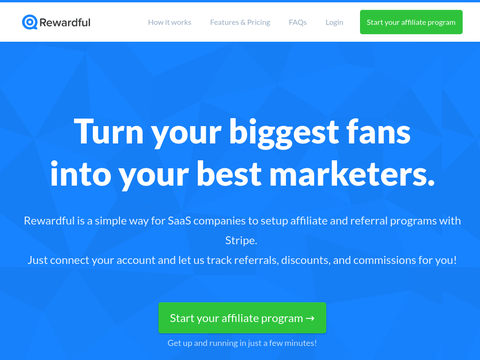 Rewardful
How it works
Features & Pricing
FAQs
Login
Start your affiliate program
Turn your biggest fans
into your best marketers.
Rewardful is a simple way for SaaS companies to setup affiliate and referral programs with
Stripe.
Just connect your account and let us track referrals, discounts, and commissions for you!
Start your affiliate program →
Get up and running in just a few minutes!